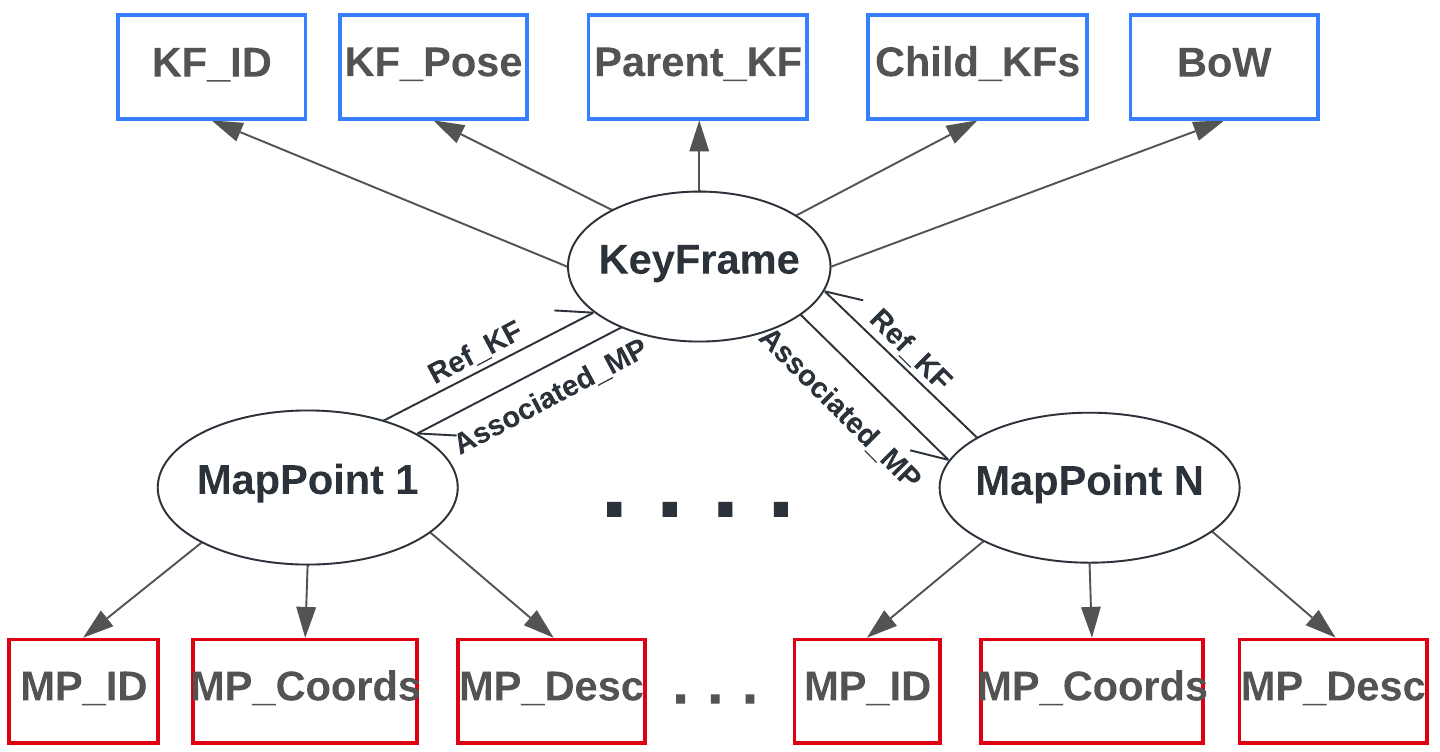 KF_ID
KF_Pose
Parent_KF
Child_KFs
BoW
KeyFrame
Ref_KF
Associated_MP
Ref_KF
Associated_MP
MapPoint 1
. . . .
MapPoint N
MP_ID
MP_Coords
MP_Desc
. . .
MP_ID
MP_Coords
MP_Desc